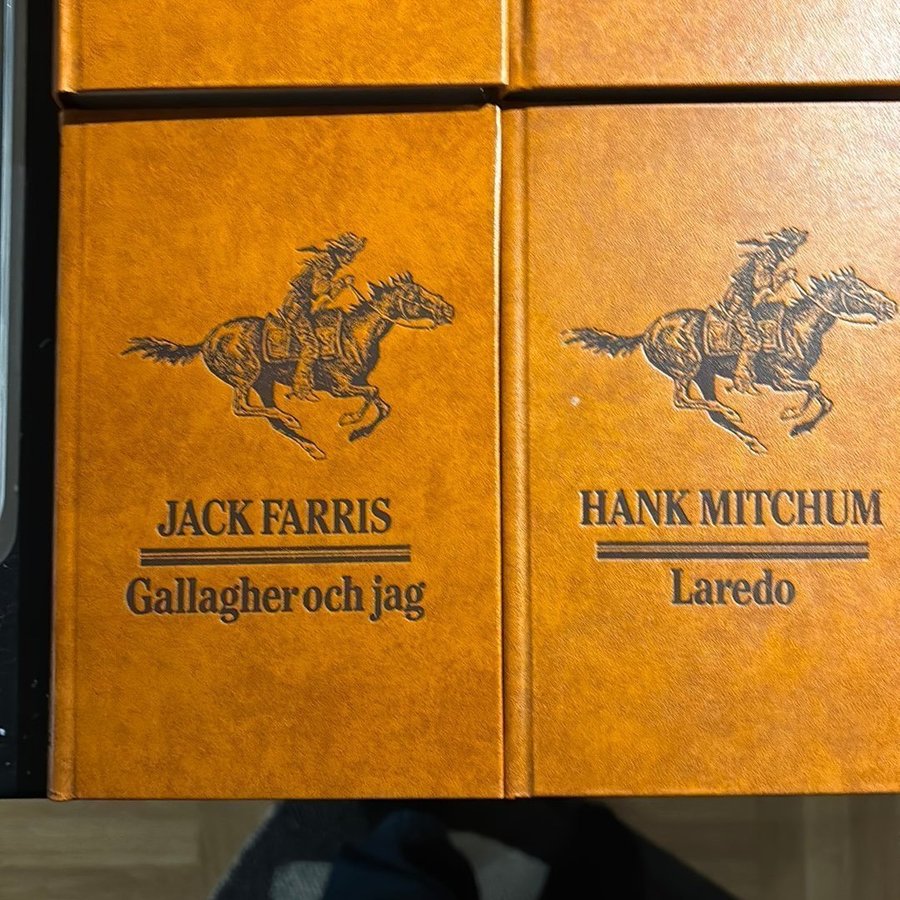 JACK FARRIS
Gallagher och jag
HANK MITCHUM
Laredo